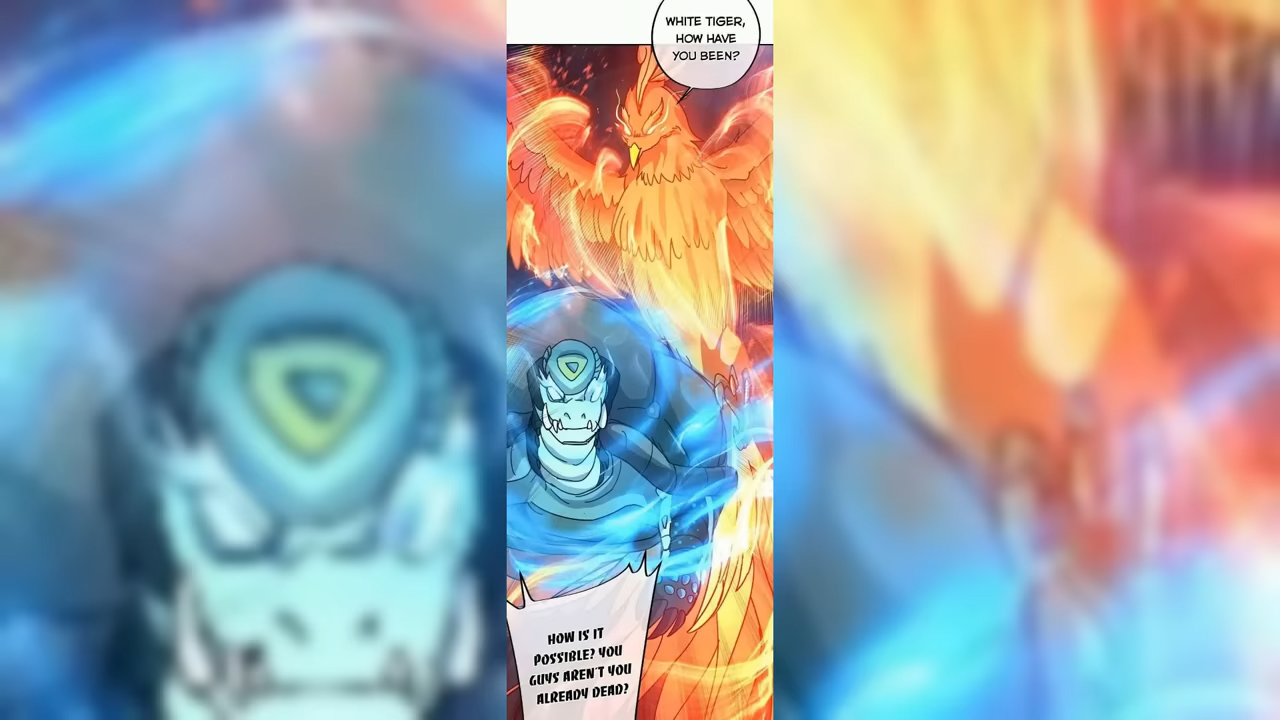 WHITE TIGER,
HOW HAVE
YOU BEEN?
HOW IS IT
POSSIBLE? YOU
GUYS AREN'T YOU
ALREADY DEAD?